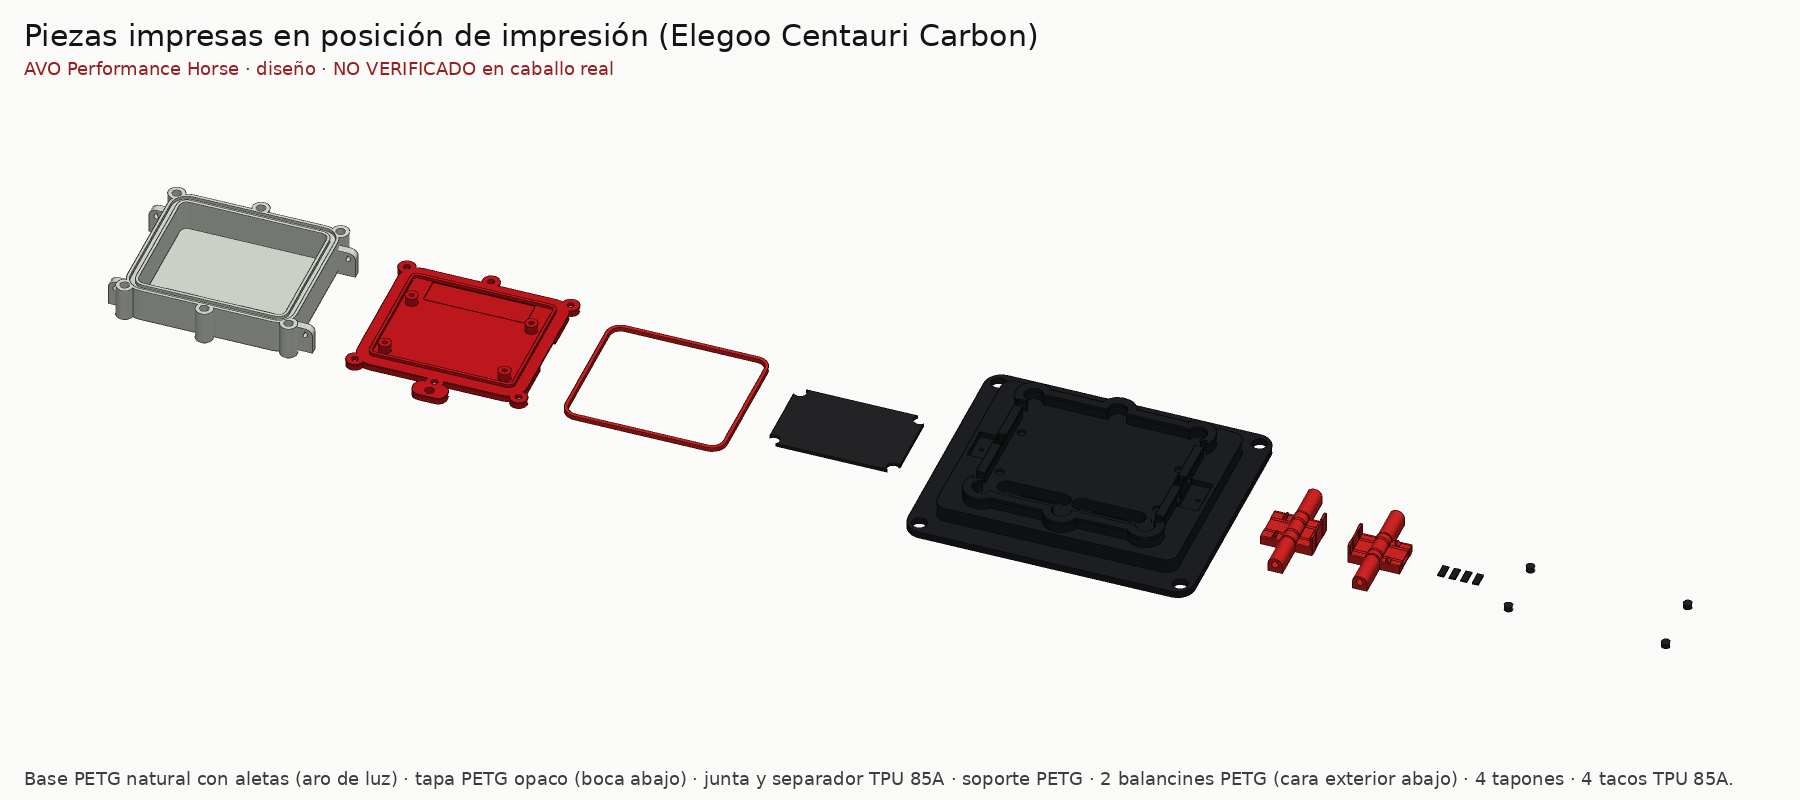 Piezas impresas en posición de impresión (Elegoo Centauri Carbon)
AVO Performance Horse · diseño · NO VERIFICADO en caballo real
Base PETG natural con aletas (aro de luz) · tapa PETG opaco (boca abajo) · junta y separador TPU 85A · soporte PETG · 2 balancines PETG (cara exterior abajo) · 4 tapones · 4 tacos TPU 85A.